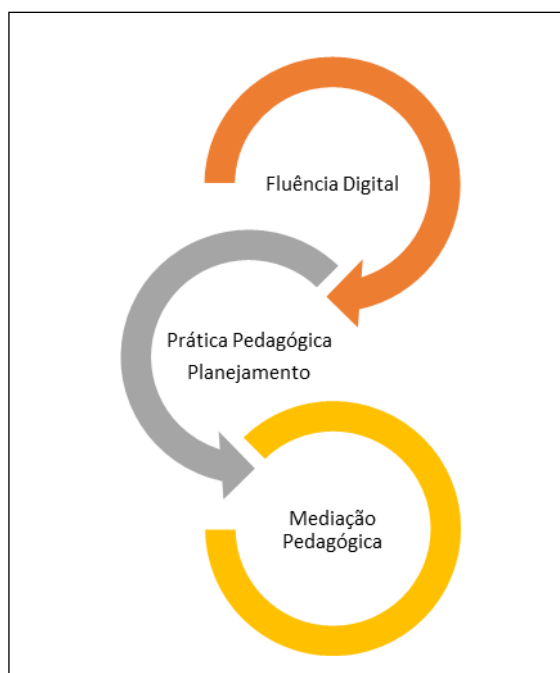 Fluência Digital
Prática Pedagógica
Planejamento
Mediação
Pedagógica